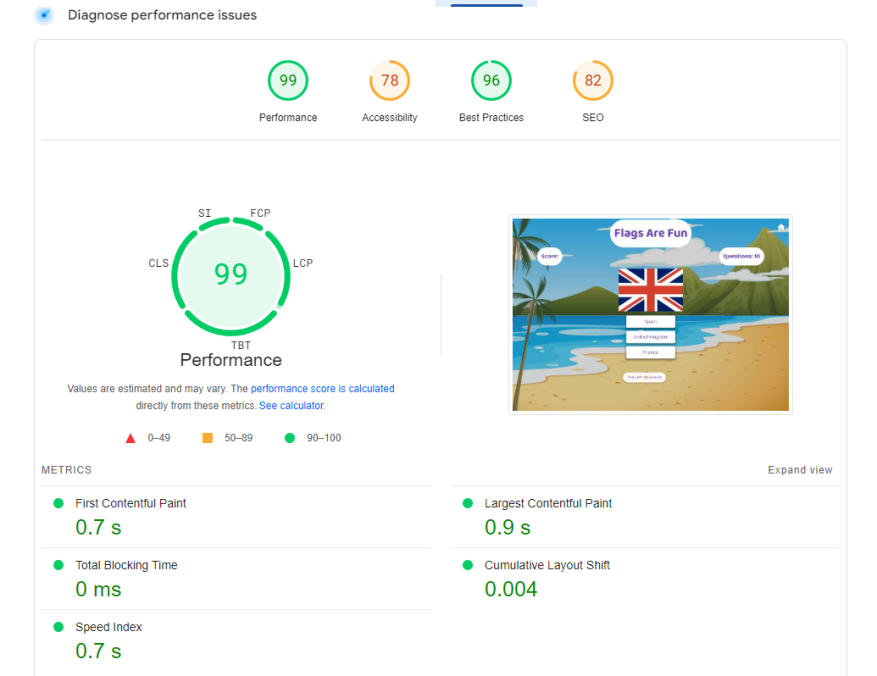 Diagnose performance issues
99
78
96
82
Performance
Accessibility
Best Practices
SEO
SI
FCP
CLS
LCP
99
TBT
Performance
Values are estimated and may vary. The performance score is calculated
directly from these metrics. See calculator.
0–49
50–89
90–100
Flags Are Fun
Score:
Questions: 10
Spain
United Kingdom
France
METRICS
Expand view
First Contentful Paint
0.7 s
Largest Contentful Paint
0.9 s
Total Blocking Time
0 ms
Cumulative Layout Shift
0.004
Speed Index
0.7 s